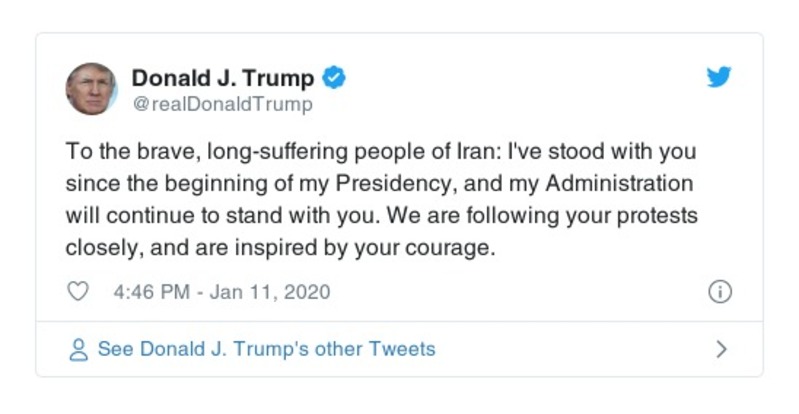 Donald J. Trump
@realDonaldTrump
To the brave, long-suffering people of Iran: I've stood with you
since the beginning of my Presidency, and my Administration
will continue to stand with you. We are following your protests
closely, and are inspired by your courage.
4:46 PM - Jan 11, 2020
See Donald J. Trump's other Tweets